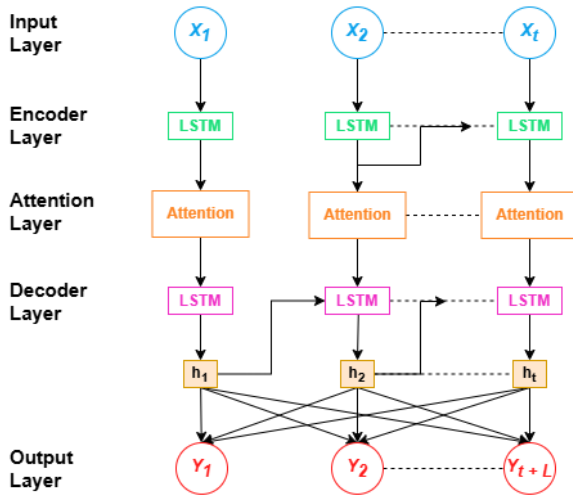 Input
Layer
X1
X2
Xt
Encoder
Layer
LSTM
LSTM
LSTM
Attention
Layer
Attention
Attention
Attention
Decoder
Layer
LSTM
LSTM
LSTM
h1
h2
ht
Output
Layer
Y1
Y2
Yt + L